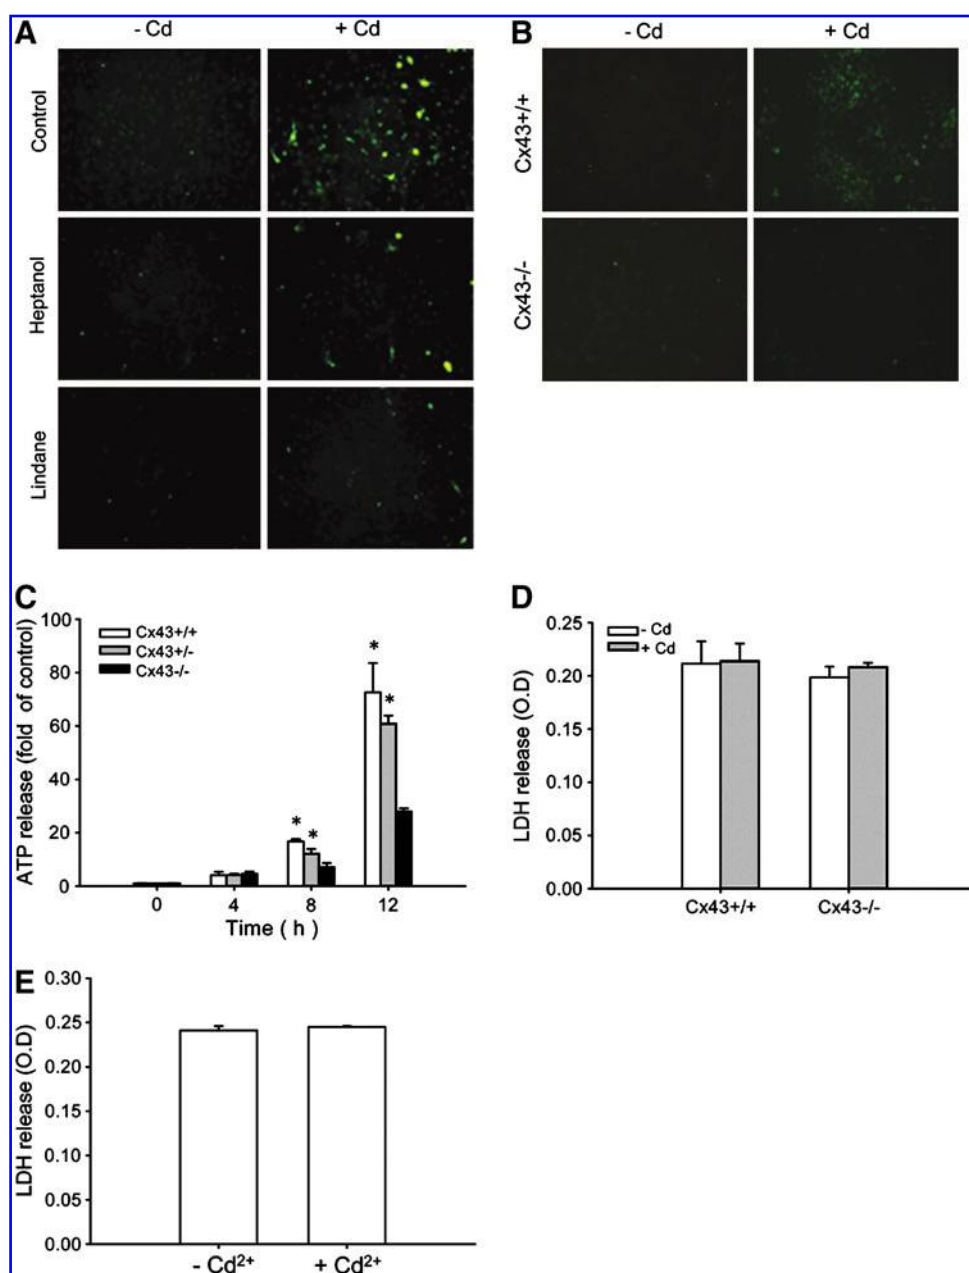 A
- Cd
+ Cd
Control
Heptanol
Lindane
B
- Cd
+ Cd
Cx43+/+
Cx43-/-
C
ATP release (fold of control)
100
80
60
40
20
0
Cx43+/+
Cx43+/-
Cx43-/-
*
*
*
*
0 4 8 12
Time ( h )
D
LDH release (O.D)
0.25
0.20
0.15
0.10
0.05
0.00
- Cd
+ Cd
Cx43+/+ Cx43-/-
E
LDH release (O.D)
0.30
0.25
0.20
0.15
0.10
0.05
0.00
- Cd²⁺ + Cd²⁺